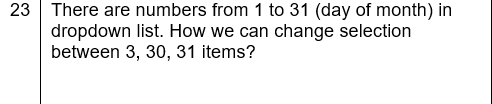 23 There are numbers from 1 to 31 (day of month) in
dropdown list. How we can change selection
between 3, 30, 31 items?